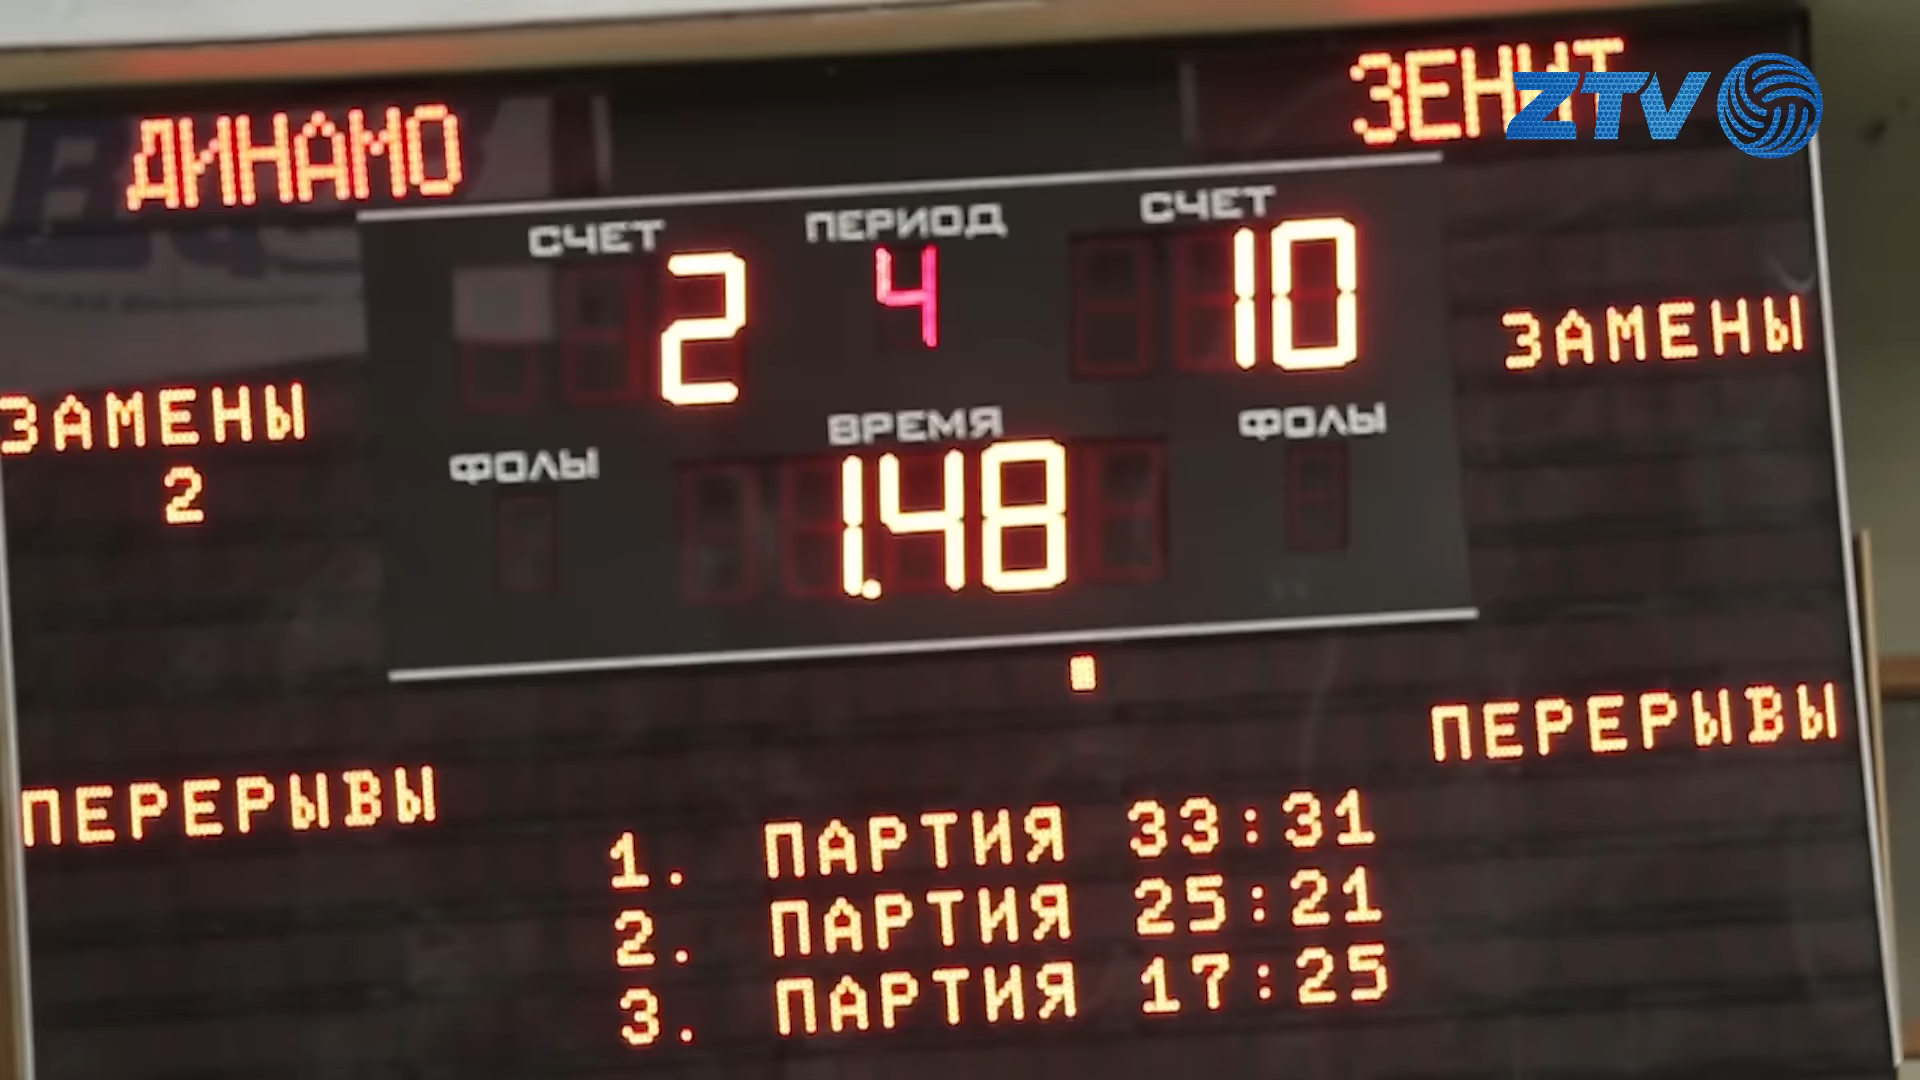 ДИНАМО
ЗЕНИТ
ZTV
СЧЕТ
ПЕРИОД
СЧЕТ
2
4
10
ЗАМЕНЫ
2
ЗАМЕНЫ
ФОЛЫ
ВРЕМЯ
ФОЛЫ
1.48
ПЕРЕРЫВЫ
ПЕРЕРЫВЫ
1. ПАРТИЯ 33:31
2. ПАРТИЯ 25:21
3. ПАРТИЯ 17:25